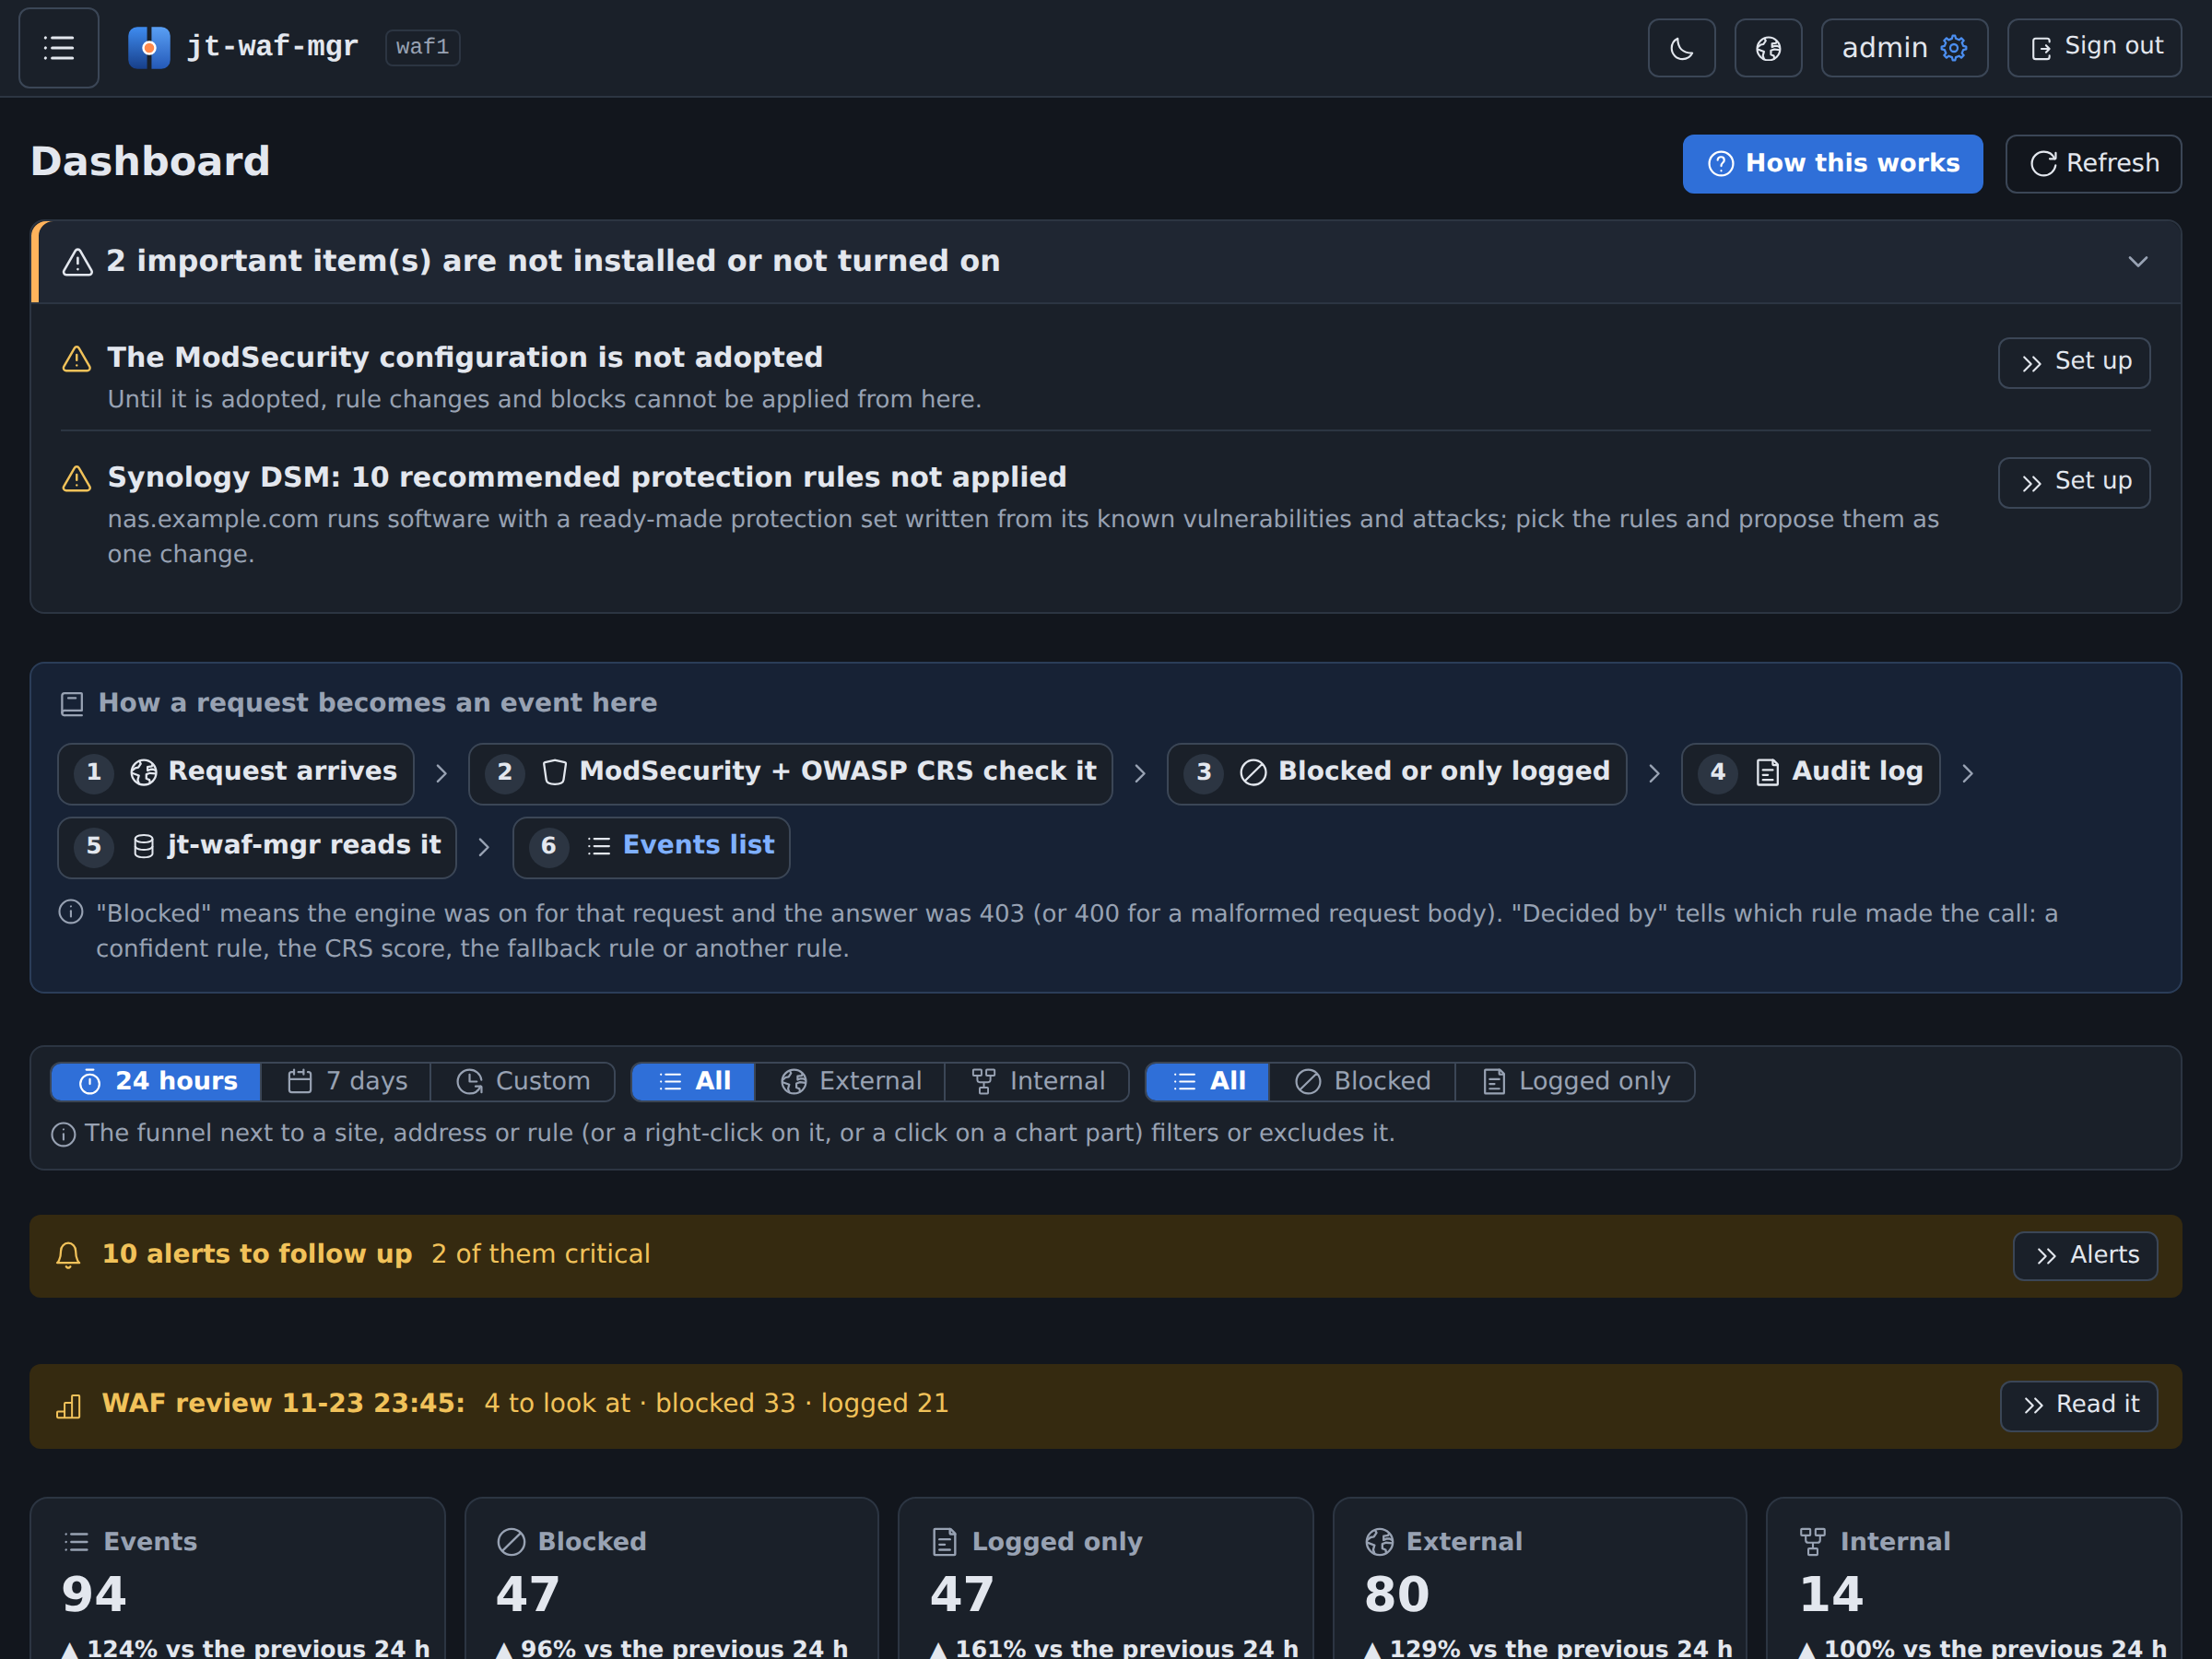 jt-waf-mgr waf1 admin Sign out
Dashboard How this works Refresh
2 important item(s) are not installed or not turned on
The ModSecurity configuration is not adopted Set up
Until it is adopted, rule changes and blocks cannot be applied from here.
Synology DSM: 10 recommended protection rules not applied Set up
nas.example.com runs software with a ready-made protection set written from its known vulnerabilities and attacks; pick the rules and propose them as
one change.
How a request becomes an event here
1 Request arrives 2 ModSecurity + OWASP CRS check it 3 Blocked or only logged 4 Audit log
5 jt-waf-mgr reads it 6 Events list
"Blocked" means the engine was on for that request and the answer was 403 (or 400 for a malformed request body). "Decided by" tells which rule made the call: a
confident rule, the CRS score, the fallback rule or another rule.
24 hours 7 days Custom All External Internal All Blocked Logged only
The funnel next to a site, address or rule (or a right-click on it, or a click on a chart part) filters or excludes it.
10 alerts to follow up 2 of them critical Alerts
WAF review 11-23 23:45: 4 to look at · blocked 33 · logged 21 Read it
Events Blocked Logged only External Internal
94 47 47 80 14
▲ 124% vs the previous 24 h ▲ 96% vs the previous 24 h ▲ 161% vs the previous 24 h ▲ 129% vs the previous 24 h ▲ 100% vs the previous 24 h